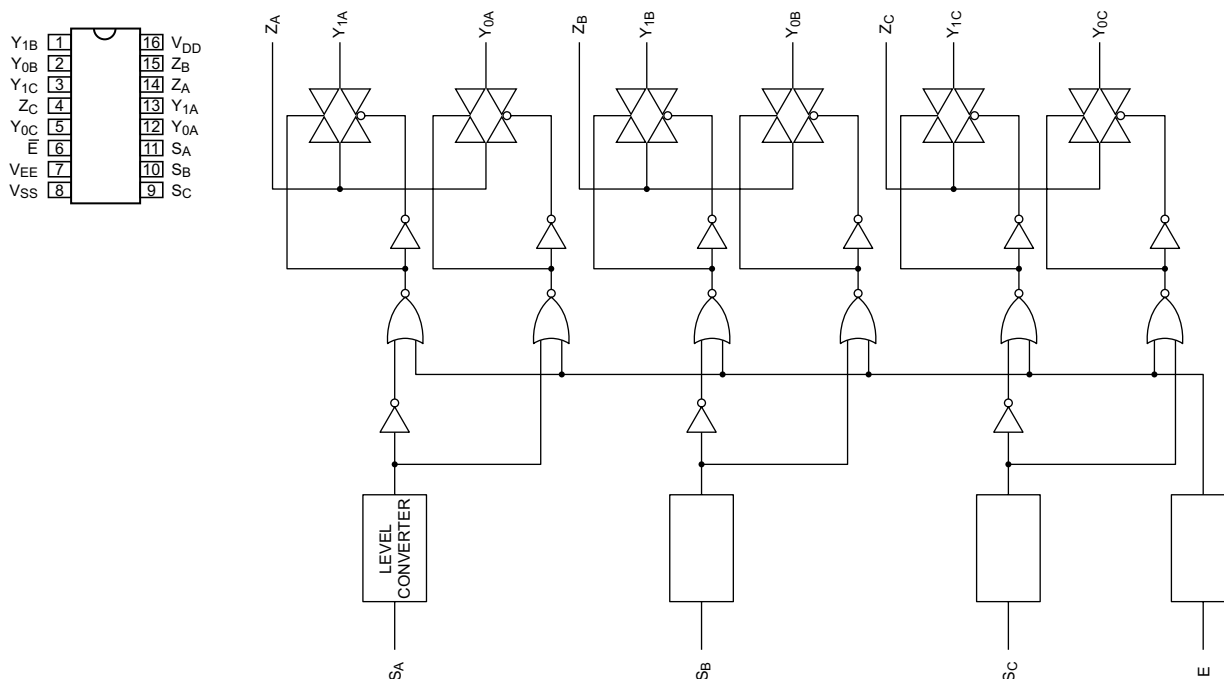 Y1B 1 16 VDD
Y0B 2 15 ZB
Y1C 3 14 ZA
ZC 4 13 Y1A
Y0C 5 12 Y0A
E̅ 6 11 SA
VEE 7 10 SB
VSS 8 9 SC
ZA Y1A Y0A ZB Y1B Y0B ZC Y1C Y0C
LEVEL
CONVERTER
SA SB SC E